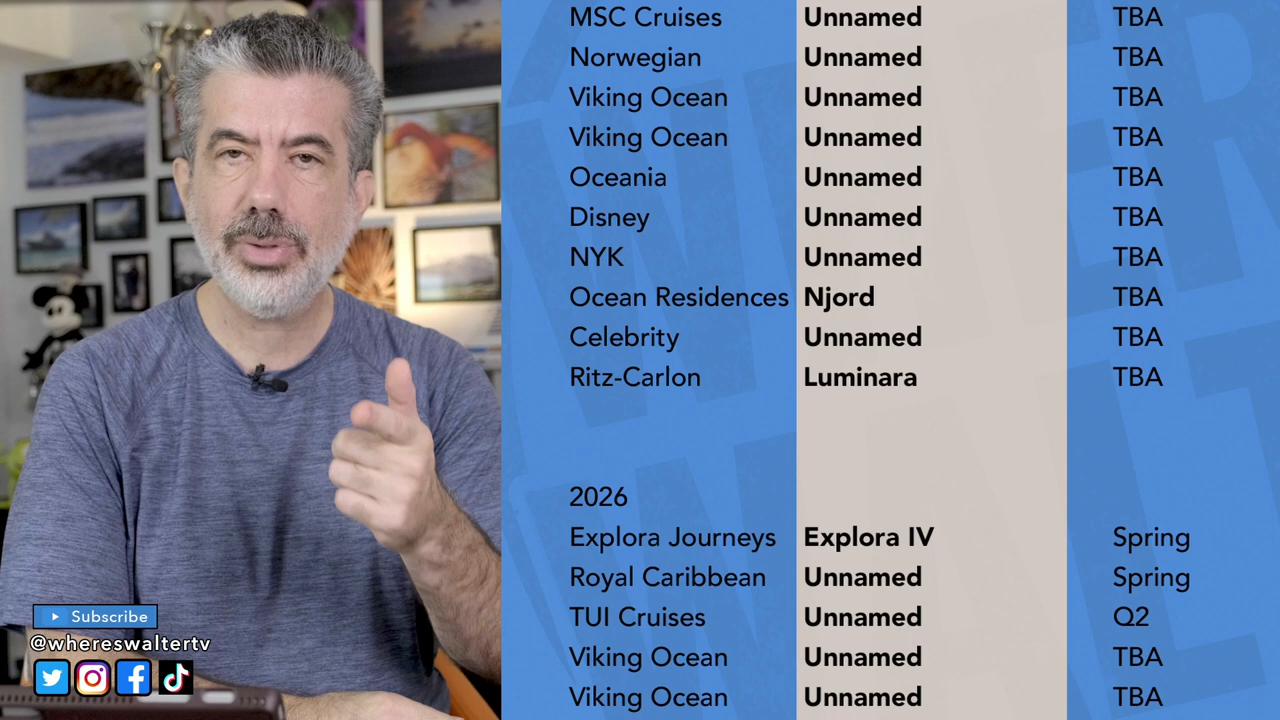 MSC Cruises Unnamed TBA
Norwegian Unnamed TBA
Viking Ocean Unnamed TBA
Viking Ocean Unnamed TBA
Oceania Unnamed TBA
Disney Unnamed TBA
NYK Unnamed TBA
Ocean Residences Njord TBA
Celebrity Unnamed TBA
Ritz-Carlon Luminara TBA
2026
Explora Journeys Explora IV Spring
Royal Caribbean Unnamed Spring
TUI Cruises Unnamed Q2
Viking Ocean Unnamed TBA
Viking Ocean Unnamed TBA
Subscribe
@whereswaltertv